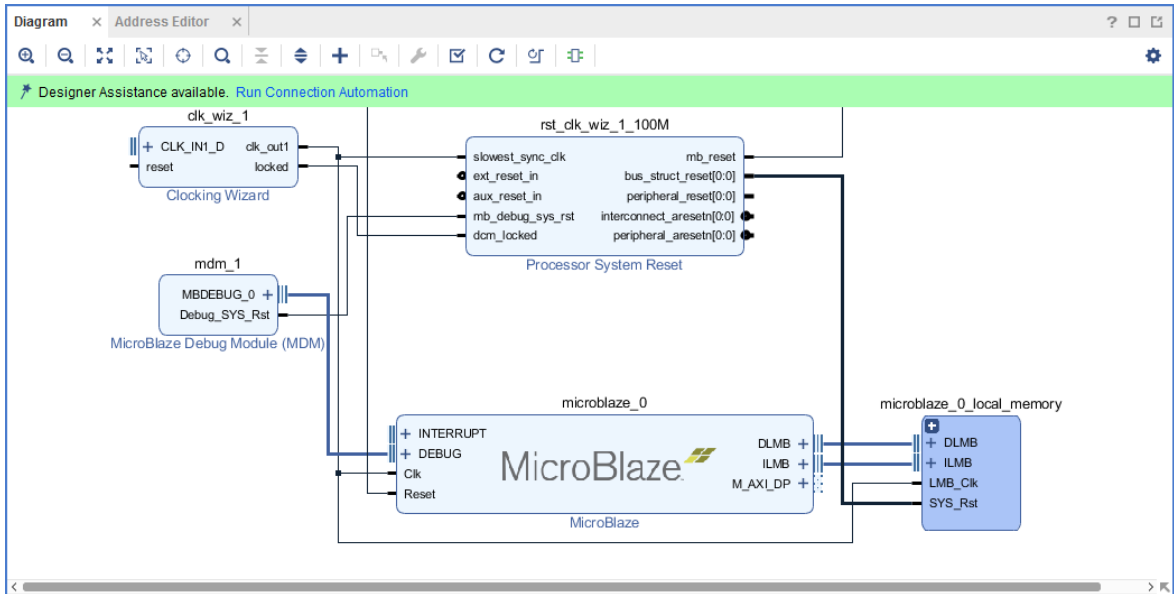 Diagram × Address Editor ×
?
Designer Assistance available. Run Connection Automation
clk_wiz_1
CLK_IN1_D clk_out1
reset locked
Clocking Wizard
rst_clk_wiz_1_100M
slowest_sync_clk mb_reset
ext_reset_in bus_struct_reset[0:0]
aux_reset_in peripheral_reset[0:0]
mb_debug_sys_rst interconnect_aresetn[0:0]
dcm_locked peripheral_aresetn[0:0]
Processor System Reset
mdm_1
MBDEBUG_0
Debug_SYS_Rst
MicroBlaze Debug Module (MDM)
microblaze_0
INTERRUPT
DEBUG
Clk
Reset
MicroBlaze
DLMB
ILMB
M_AXI_DP
MicroBlaze
microblaze_0_local_memory
DLMB
ILMB
LMB_Clk
SYS_Rst